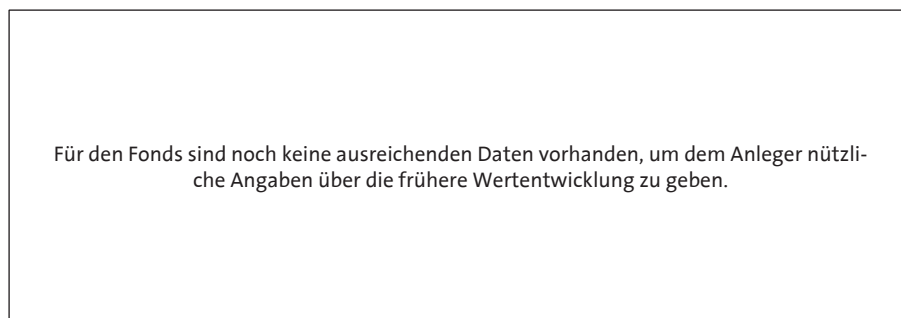 Für den Fonds sind noch keine ausreichenden Daten vorhanden, um dem Anleger nützli-
che Angaben über die frühere Wertentwicklung zu geben.